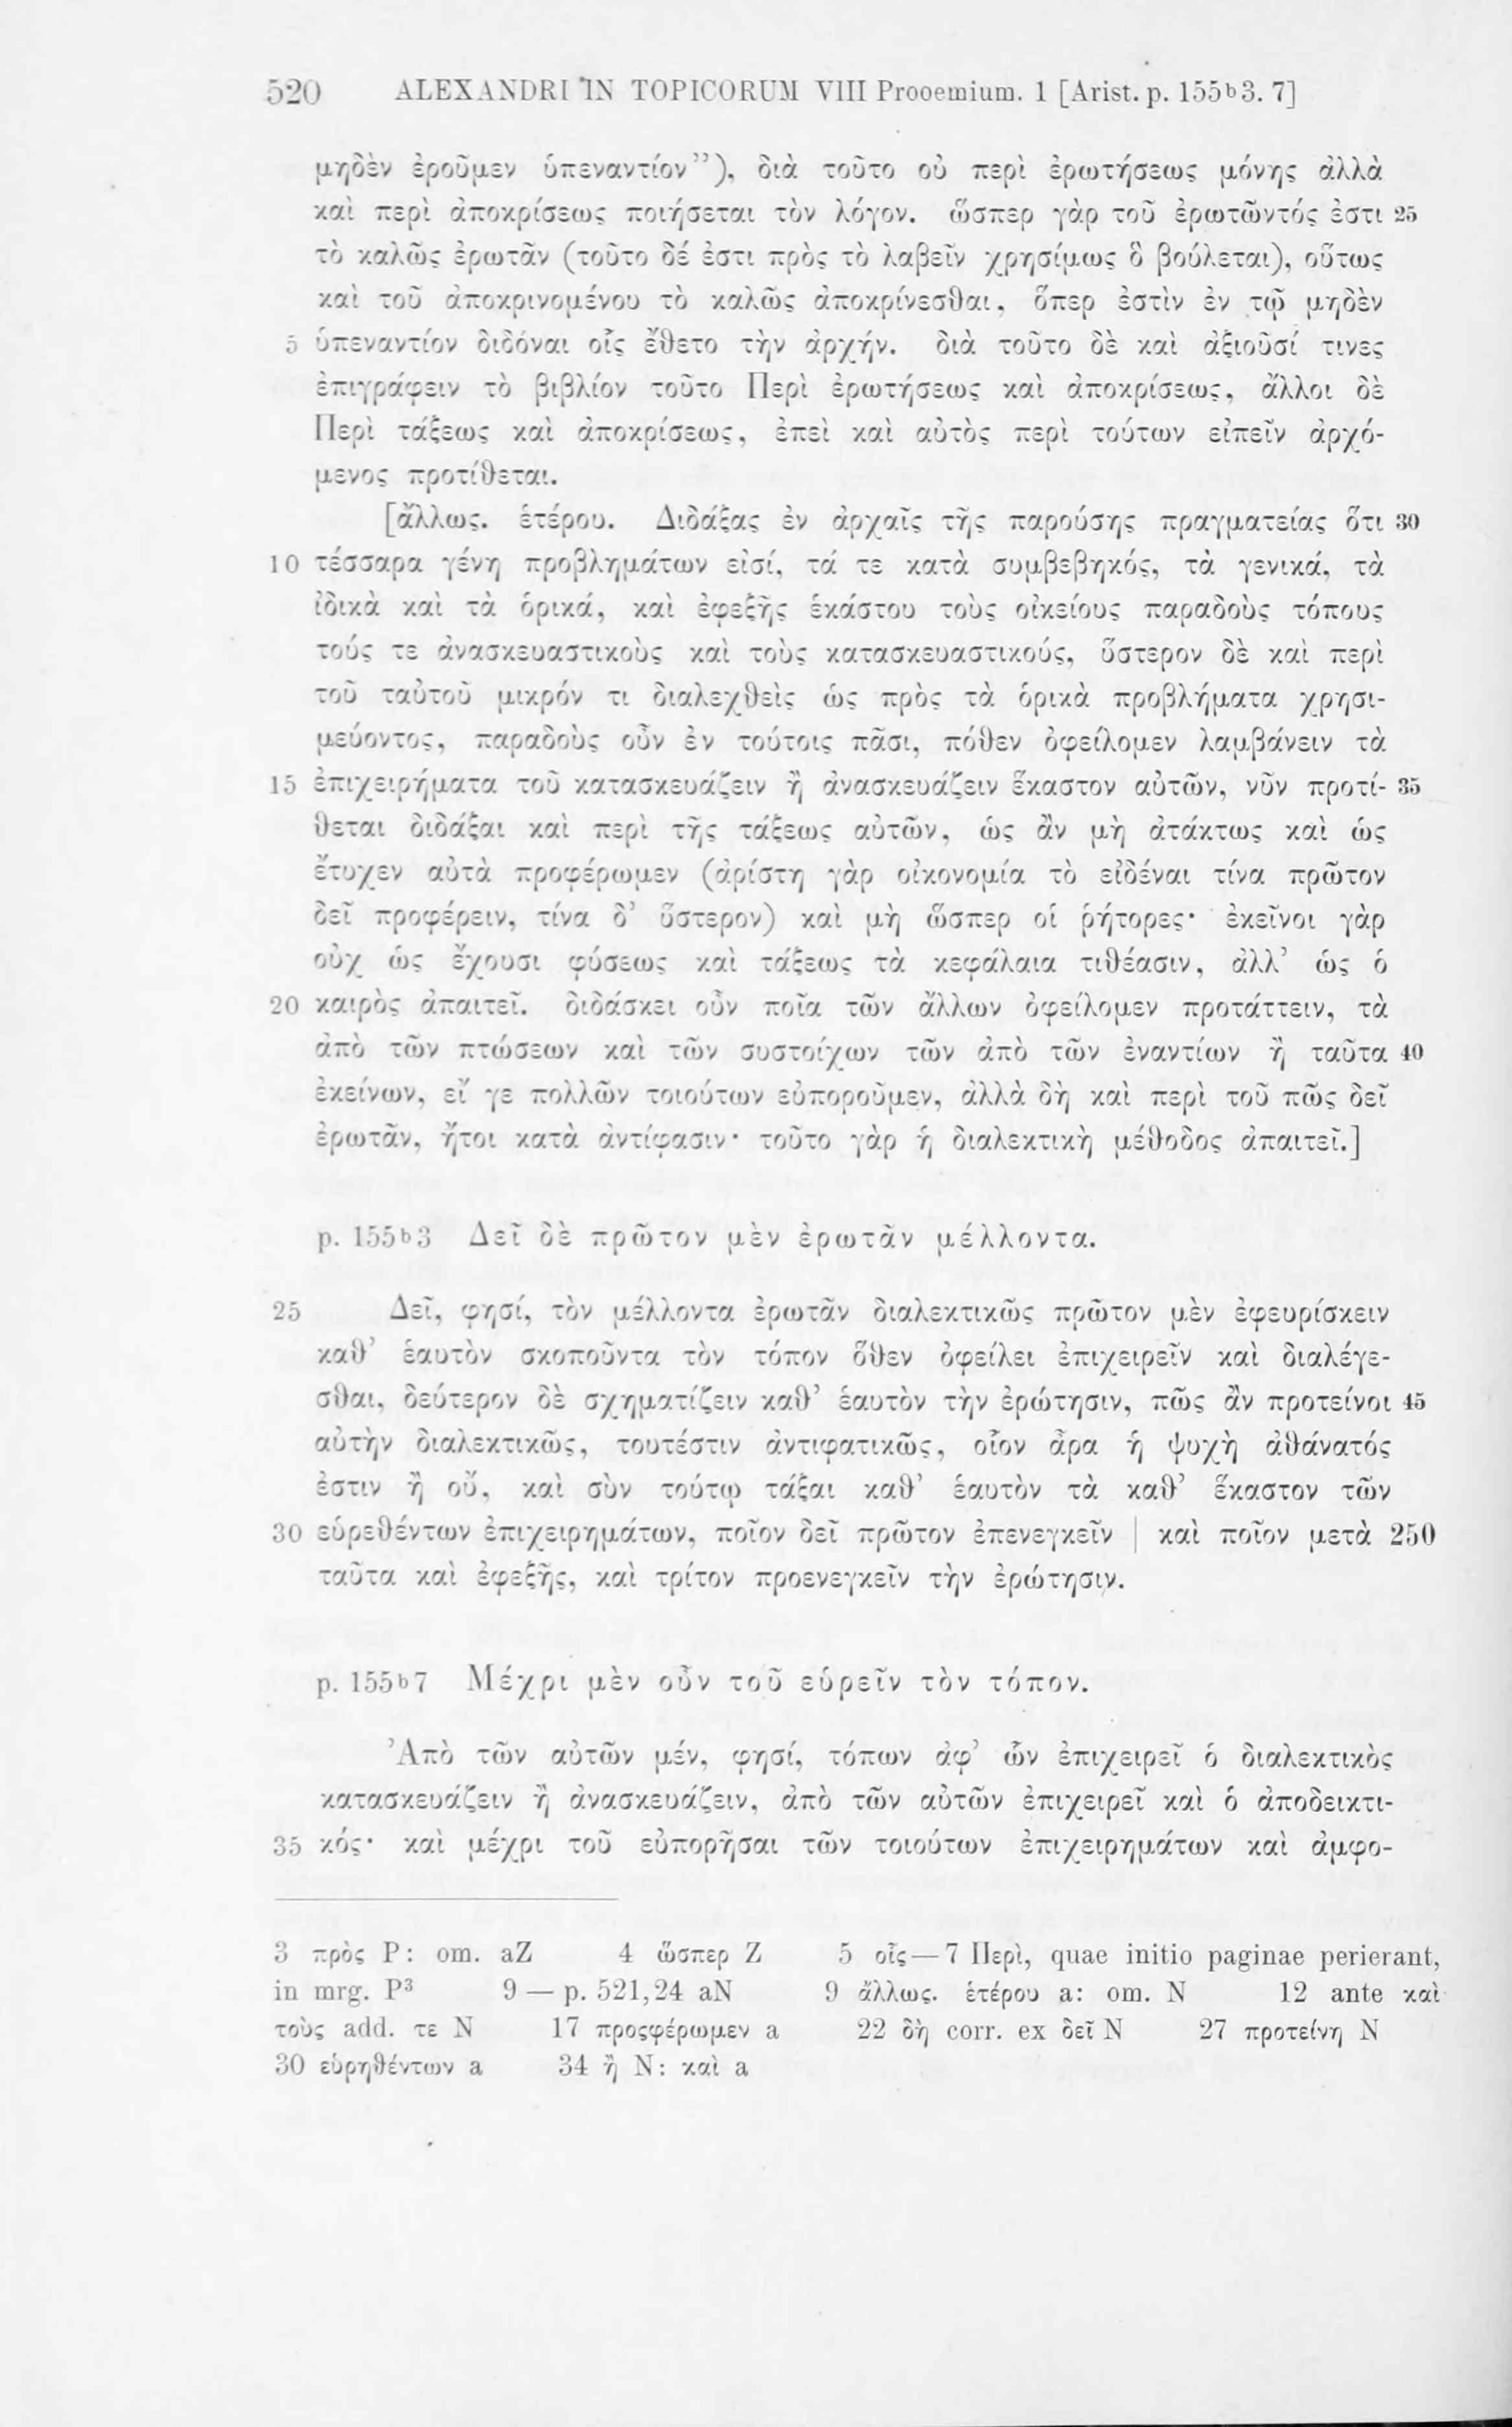 520 ALEXANDRI IN TOPICORUM VIII Prooemium. 1 [Arist. p. 155b3. 7]
μηδὲν ἐροῦμεν ὑπεναντίον”), διὰ τοῦτο οὐ περὶ ἐρωτήσεως μόνης ἀλλὰ
καὶ περὶ ἀποκρίσεως ποιήσεται τὸν λόγον. ὥσπερ γὰρ τοῦ ἐρωτῶντός ἐστι 25
τὸ καλῶς ἐρωτᾶν (τοῦτο δέ ἐστι πρὸς τὸ λαβεῖν χρησίμως ὃ βούλεται), οὕτως
καὶ τοῦ ἀποκρινομένου τὸ καλῶς ἀποκρίνεσθαι, ὅπερ ἐστὶν ἐν τῷ μηδὲν
5 ὑπεναντίον διδόναι οἷς ἔθετο τὴν ἀρχήν. διὰ τοῦτο δὲ καὶ ἀξιοῦσί τινες
ἐπιγράφειν τὸ βιβλίον τοῦτο Περὶ ἐρωτήσεως καὶ ἀποκρίσεως, ἄλλοι δὲ
Περὶ τάξεως καὶ ἀποκρίσεως, ἐπεὶ καὶ αὐτὸς περὶ τούτων εἰπεῖν ἀρχό-
μενος προτίθεται.
[ἄλλως. ἑτέρου. Διδάξας ἐν ἀρχαῖς τῆς παρούσης πραγματείας ὅτι 30
10 τέσσαρα γένη προβλημάτων εἰσί, τά τε κατὰ συμβεβηκός, τὰ γενικά, τὰ
ἰδικὰ καὶ τὰ ὁρικά, καὶ ἐφεξῆς ἑκάστου τοὺς οἰκείους παραδοὺς τόπους
τούς τε ἀνασκευαστικοὺς καὶ τοὺς κατασκευαστικούς, ὕστερον δὲ καὶ περὶ
τοῦ ταὐτοῦ μικρόν τι διαλεχθεὶς ὡς πρὸς τὰ ὁρικὰ προβλήματα χρησι-
μεύοντος, παραδοὺς οὖν ἐν τούτοις πᾶσι, πόθεν ὀφείλομεν λαμβάνειν τὰ
15 ἐπιχειρήματα τοῦ κατασκευάζειν ἢ ἀνασκευάζειν ἕκαστον αὐτῶν, νῦν προτί- 35
θεται διδάξαι καὶ περὶ τῆς τάξεως αὐτῶν, ὡς ἂν μὴ ἀτάκτως καὶ ὡς
ἔτυχεν αὐτὰ προφέρωμεν (ἀρίστη γὰρ οἰκονομία τὸ εἰδέναι τίνα πρῶτον
δεῖ προφέρειν, τίνα δ’ ὕστερον) καὶ μὴ ὥσπερ οἱ ῥήτορες· ἐκεῖνοι γὰρ
οὐχ ὡς ἔχουσι φύσεως καὶ τάξεως τὰ κεφάλαια τιθέασιν, ἀλλ’ ὡς ὁ
20 καιρὸς ἀπαιτεῖ. διδάσκει οὖν ποῖα τῶν ἄλλων ὀφείλομεν προτάττειν, τὰ
ἀπὸ τῶν πτώσεων καὶ τῶν συστοίχων τῶν ἀπὸ τῶν ἐναντίων ἢ ταῦτα 40
ἐκείνων, εἴ γε πολλῶν τοιούτων εὐποροῦμεν, ἀλλὰ δὴ καὶ περὶ τοῦ πῶς δεῖ
ἐρωτᾶν, ἤτοι κατὰ ἀντίφασιν· τοῦτο γὰρ ἡ διαλεκτικὴ μέθοδος ἀπαιτεῖ.]
p. 155b3 Δεῖ δὲ πρῶτον μὲν ἐρωτᾶν μέλλοντα.
25 Δεῖ, φησί, τὸν μέλλοντα ἐρωτᾶν διαλεκτικῶς πρῶτον μὲν ἐφευρίσκειν
καθ’ ἑαυτὸν σκοποῦντα τὸν τόπον ὅθεν ὀφείλει ἐπιχειρεῖν καὶ διαλέγε-
σθαι, δεύτερον δὲ σχηματίζειν καθ’ ἑαυτὸν τὴν ἐρώτησιν, πῶς ἂν προτείνοι 45
αὐτὴν διαλεκτικῶς, τουτέστιν ἀντιφατικῶς, οἷον ἆρα ἡ ψυχὴ ἀθάνατός
ἐστιν ἢ οὔ, καὶ σὺν τούτῳ τάξαι καθ’ ἑαυτὸν τὰ καθ’ ἕκαστον τῶν
30 εὑρεθέντων ἐπιχειρημάτων, ποῖον δεῖ πρῶτον ἐπενεγκεῖν | καὶ ποῖον μετὰ 250
ταῦτα καὶ ἐφεξῆς, καὶ τρίτον προενεγκεῖν τὴν ἐρώτησιν.
p. 155b7 Μέχρι μὲν οὖν τοῦ εὑρεῖν τὸν τόπον.
Ἀπὸ τῶν αὐτῶν μέν, φησί, τόπων ἀφ’ ὧν ἐπιχειρεῖ ὁ διαλεκτικὸς
κατασκευάζειν ἢ ἀνασκευάζειν, ἀπὸ τῶν αὐτῶν ἐπιχειρεῖ καὶ ὁ ἀποδεικτι-
35 κός· καὶ μέχρι τοῦ εὐπορῆσαι τῶν τοιούτων ἐπιχειρημάτων καὶ ἀμφο-
3 πρὸς P: om. aZ 4 ὥσπερ Z 5 οἷς—7 Περὶ, quae initio paginae perierant,
in mrg. P³ 9 — p. 521,24 aN 9 ἄλλως. ἑτέρου a: om. N 12 ante καὶ
τοὺς add. τε N 17 προςφέρωμεν a 22 δὴ corr. ex δεῖ N 27 προτείνη N
30 εὑρηθέντων a 34 ἢ N: καὶ a